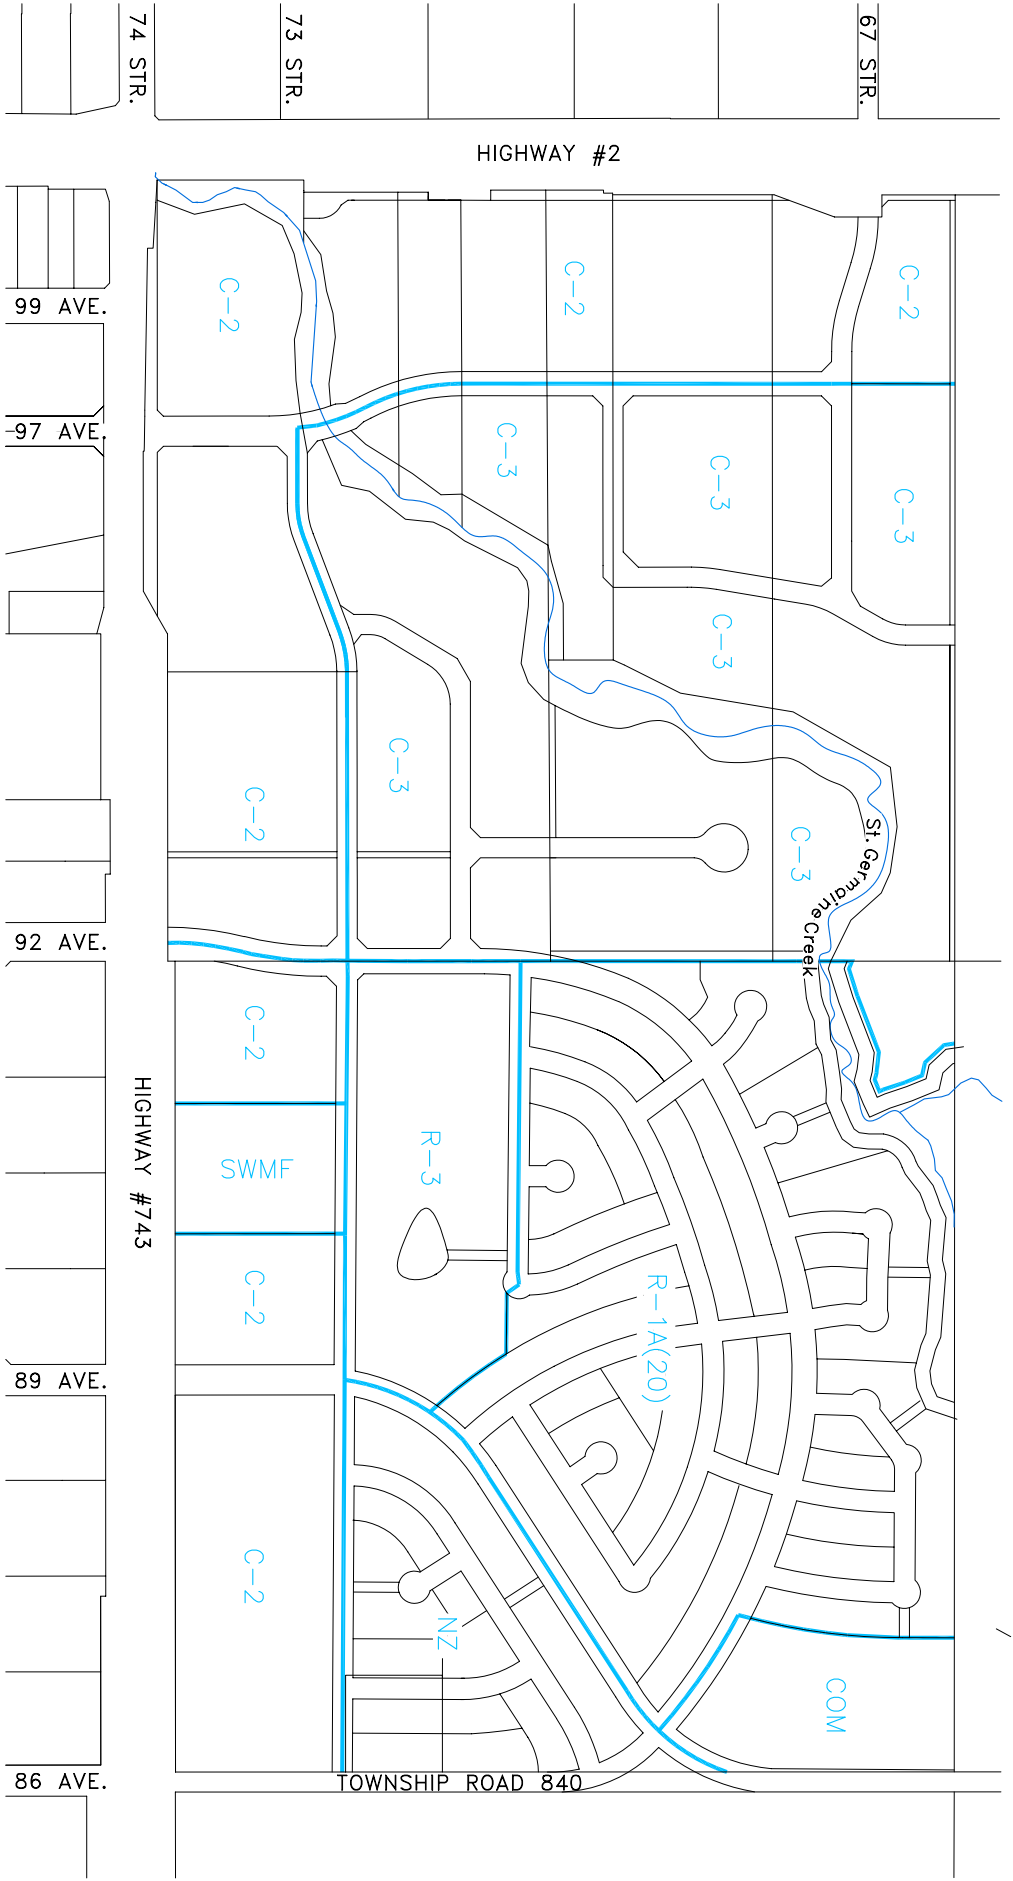 74 STR.
73 STR.
67 STR.
HIGHWAY #2
C-2
C-2
C-2
99 AVE.
97 AVE.
C-3
C-3
C-3
C-3
C-3
C-2
C-3
St. Germaine Creek
92 AVE.
C-2
HIGHWAY #743
SWMF
R-3
C-2
R-1A(20)
89 AVE.
C-2
NZ
COM
86 AVE.
TOWNSHIP ROAD 840